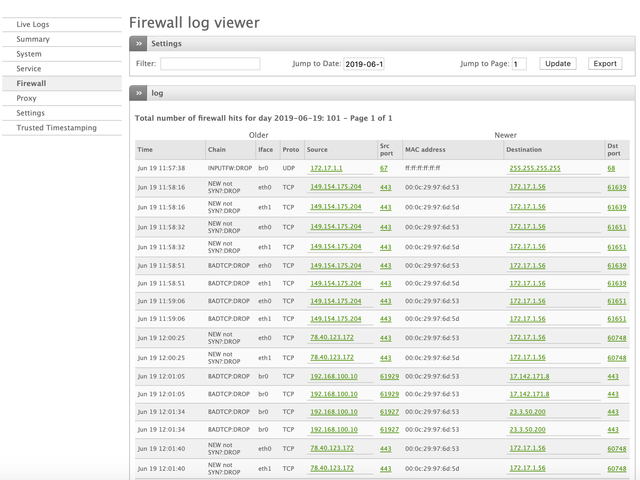 Live Logs
Summary
System
Service
Firewall
Proxy
Settings
Trusted Timestamping
Firewall log viewer
» Settings
Filter: Jump to Date: 2019-06-1 Jump to Page: 1 Update Export
» log
Total number of firewall hits for day 2019-06-19: 101 - Page 1 of 1
Older Newer
Time Chain Iface Proto Source Src port MAC address Destination Dst port
Jun 19 11:57:38 INPUTFW:DROP br0 UDP 172.17.1.1 67 ff:ff:ff:ff:ff:ff 255.255.255.255 68
Jun 19 11:58:16 NEW not SYN?:DROP eth0 TCP 149.154.175.204 443 00:0c:29:97:6d:53 172.17.1.56 61639
Jun 19 11:58:16 NEW not SYN?:DROP eth1 TCP 149.154.175.204 443 00:0c:29:97:6d:5d 172.17.1.56 61639
Jun 19 11:58:32 NEW not SYN?:DROP eth0 TCP 149.154.175.204 443 00:0c:29:97:6d:53 172.17.1.56 61651
Jun 19 11:58:32 NEW not SYN?:DROP eth1 TCP 149.154.175.204 443 00:0c:29:97:6d:5d 172.17.1.56 61651
Jun 19 11:58:51 BADTCP:DROP eth0 TCP 149.154.175.204 443 00:0c:29:97:6d:53 172.17.1.56 61639
Jun 19 11:58:51 BADTCP:DROP eth1 TCP 149.154.175.204 443 00:0c:29:97:6d:5d 172.17.1.56 61639
Jun 19 11:59:06 BADTCP:DROP eth0 TCP 149.154.175.204 443 00:0c:29:97:6d:53 172.17.1.56 61651
Jun 19 11:59:06 BADTCP:DROP eth1 TCP 149.154.175.204 443 00:0c:29:97:6d:5d 172.17.1.56 61651
Jun 19 12:00:25 NEW not SYN?:DROP eth0 TCP 78.40.123.172 443 00:0c:29:97:6d:53 172.17.1.56 60748
Jun 19 12:00:25 NEW not SYN?:DROP eth1 TCP 78.40.123.172 443 00:0c:29:97:6d:5d 172.17.1.56 60748
Jun 19 12:01:05 BADTCP:DROP br0 TCP 192.168.100.10 61929 00:0c:29:97:6d:53 17.142.171.8 443
Jun 19 12:01:05 BADTCP:DROP br0 TCP 192.168.100.10 61929 00:0c:29:97:6d:53 17.142.171.8 443
Jun 19 12:01:34 BADTCP:DROP br0 TCP 192.168.100.10 61927 00:0c:29:97:6d:53 23.3.50.200 443
Jun 19 12:01:34 BADTCP:DROP br0 TCP 192.168.100.10 61927 00:0c:29:97:6d:53 23.3.50.200 443
Jun 19 12:01:40 NEW not SYN?:DROP eth0 TCP 78.40.123.172 443 00:0c:29:97:6d:53 172.17.1.56 60748
Jun 19 12:01:40 NEW not SYN?:DROP eth1 TCP 78.40.123.172 443 00:0c:29:97:6d:5d 172.17.1.56 60748